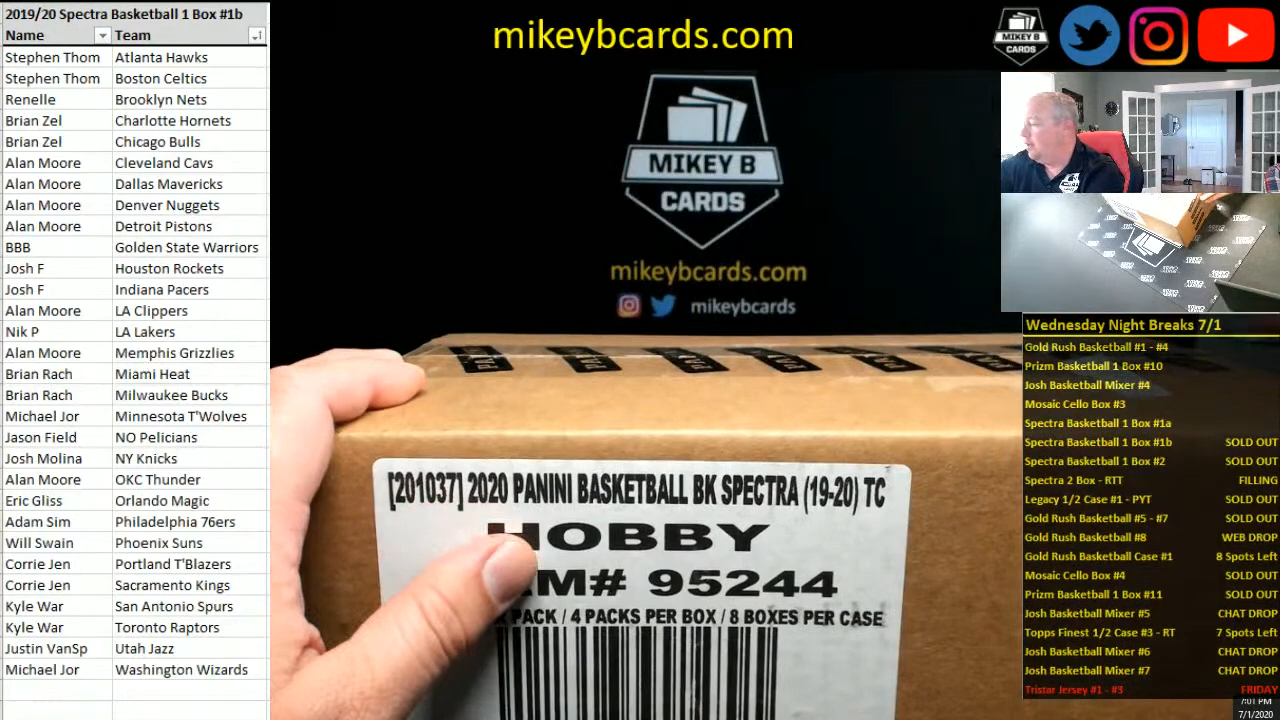 2019/20 Spectra Basketball 1 Box #1b
Name Team
Stephen Thom Atlanta Hawks
Stephen Thom Boston Celtics
Renelle Brooklyn Nets
Brian Zel Charlotte Hornets
Brian Zel Chicago Bulls
Alan Moore Cleveland Cavs
Alan Moore Dallas Mavericks
Alan Moore Denver Nuggets
Alan Moore Detroit Pistons
BBB Golden State Warriors
Josh F Houston Rockets
Josh F Indiana Pacers
Alan Moore LA Clippers
Nik P LA Lakers
Alan Moore Memphis Grizzlies
Brian Rach Miami Heat
Brian Rach Milwaukee Bucks
Michael Jor Minnesota T'Wolves
Jason Field NO Pelicians
Josh Molina NY Knicks
Alan Moore OKC Thunder
Eric Gliss Orlando Magic
Adam Sim Philadelphia 76ers
Will Swain Phoenix Suns
Corrie Jen Portland T'Blazers
Corrie Jen Sacramento Kings
Kyle War San Antonio Spurs
Kyle War Toronto Raptors
Justin VanSp Utah Jazz
Michael Jor Washington Wizards
mikeybcards.com
MIKEY B
CARDS
mikeybcards.com
mikeybcards
[201037] 2020 PANINI BASKETBALL BK SPECTRA (19-20) TC
HOBBY
95244
PACK / 4 PACKS PER BOX / 8 BOXES PER CASE
MIKEY B
CARDS
Wednesday Night Breaks 7/1
Gold Rush Basketball #1 - #4
Prizm Basketball 1 Box #10
Josh Basketball Mixer #4
Mosaic Cello Box #3
Spectra Basketball 1 Box #1a
Spectra Basketball 1 Box #1b SOLD OUT
Spectra Basketball 1 Box #2 SOLD OUT
Spectra 2 Box - RTT FILLING
Legacy 1/2 Case #1 - PYT SOLD OUT
Gold Rush Basketball #5 - #7 SOLD OUT
Gold Rush Basketball #8 WEB DROP
Gold Rush Basketball Case #1 8 Spots Left
Mosaic Cello Box #4 SOLD OUT
Prizm Basketball 1 Box #11 SOLD OUT
Josh Basketball Mixer #5 CHAT DROP
Topps Finest 1/2 Case #3 - RT 7 Spots Left
Josh Basketball Mixer #6 CHAT DROP
Josh Basketball Mixer #7 CHAT DROP
Tristar Jersey #1 - #3 FRIDAY
7:01 PM
7/1/2020